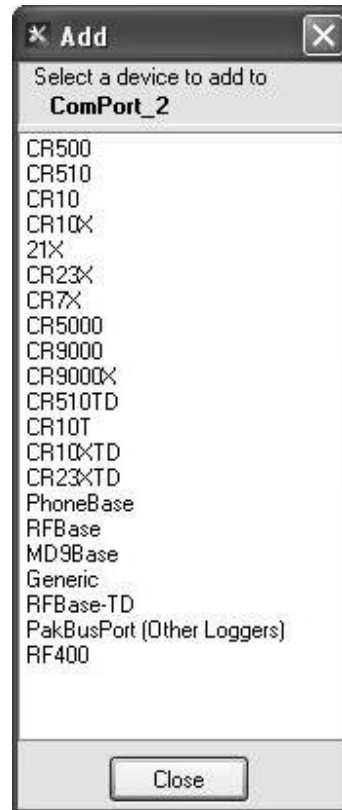 Add
Select a device to add to
ComPort_2
CR500
CR510
CR10
CR10X
21X
CR23X
CR7X
CR5000
CR9000
CR9000X
CR510TD
CR10T
CR10XTD
CR23XTD
PhoneBase
RFBase
MD9Base
Generic
RFBase-TD
PakBusPort (Other Loggers)
RF400
Close